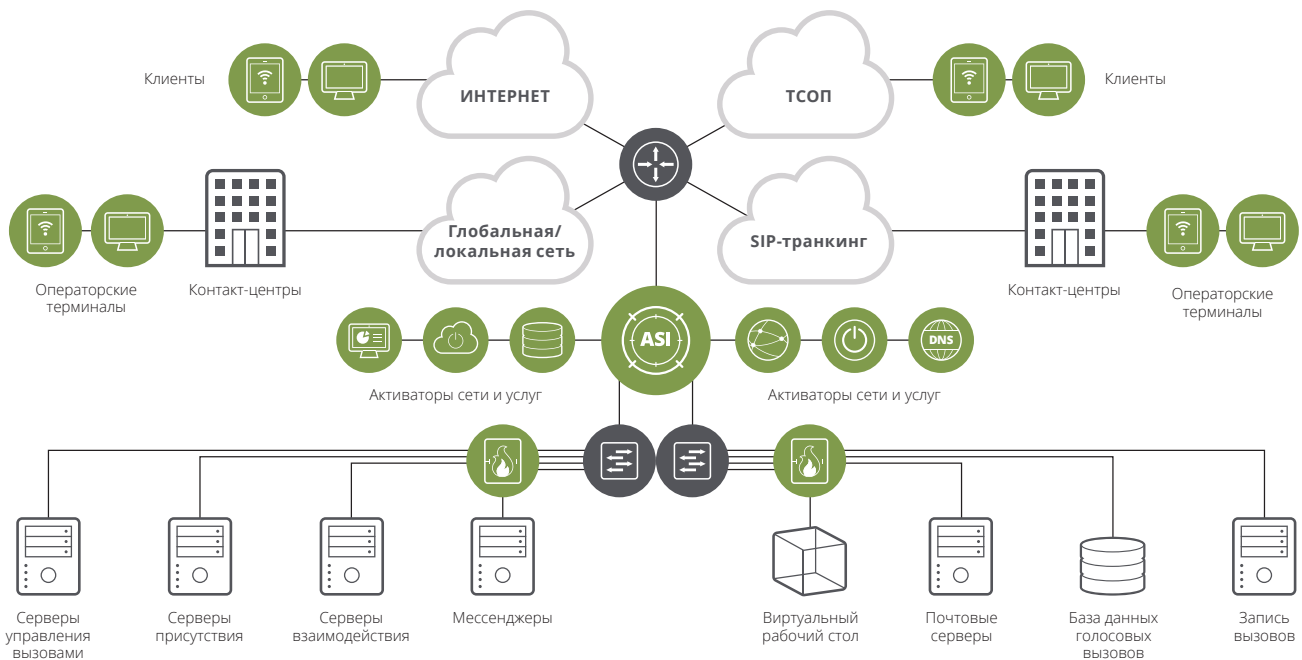 Клиенты
ИНТЕРНЕТ
ТСОП
Клиенты
Глобальная/
локальная сеть
SIP-транкинг
Операторские
терминалы
Контакт-центры
Контакт-центры
Операторские
терминалы
ASI
DNS
Активаторы сети и услуг
Активаторы сети и услуг
Серверы
управления
вызовами
Серверы
присутствия
Серверы
взаимодействия
Мессенджеры
Виртуальный
рабочий стол
Почтовые
серверы
База данных
голосовых
вызовов
Запись
вызовов